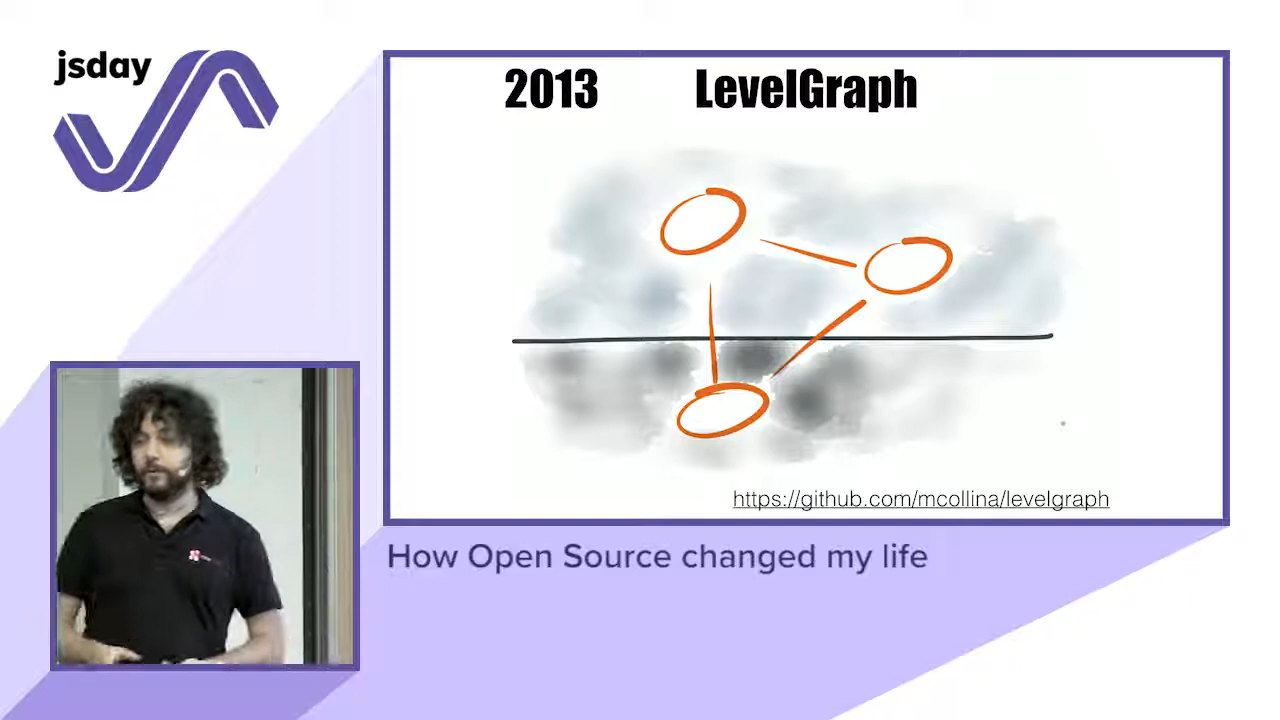 jsday
2013 LevelGraph
https://github.com/mcollina/levelgraph
How Open Source changed my life